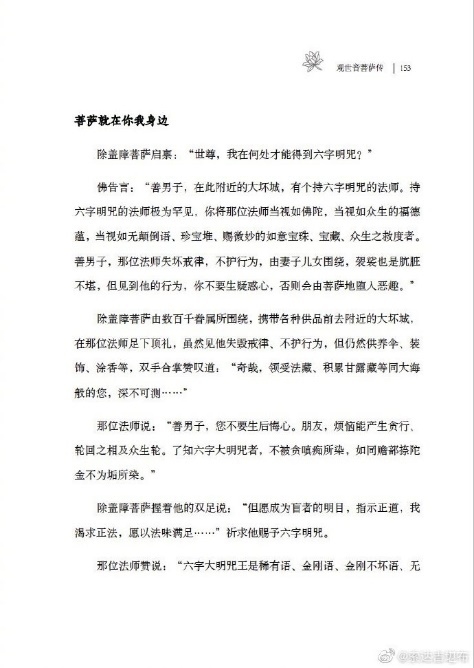 观世音菩萨传 | 153
菩萨就在你我身边
除盖障菩萨启禀：“世尊，我在何处才能得到六字明咒？”
佛告言：“善男子，在此附近的大坏城，有个持六字明咒的法师。持
六字明咒的法师极为罕见，你将那位法师当视如佛陀，当视如众生的福德
蕴，当视如无颠倒语、珍宝堆、赐微妙的如意宝珠、宝藏、众生之救度者。
善男子，那位法师失坏戒律，不护行为，由妻子儿女围绕，袈裟也是肮脏
不堪，但见到他的行为，你不要生疑惑心，否则会由菩萨地堕入恶趣。”
除盖障菩萨由数百千眷属所围绕，携带各种供品前去附近的大坏城，
在那位法师足下顶礼，虽然见他失毁戒律、不护行为，但仍然供养伞、装
饰、涂香等，双手合掌赞叹道：“奇哉，领受法藏、积累甘露藏等同大海
般的您，深不可测……”
那位法师说：“善男子，您不要生后悔心。朋友，烦恼能产生贪行、
轮回之相及众生轮。了知六字大明咒者，不被贪嗔痴所染，如同赡部捺陀
金不为垢所染。”
除盖障菩萨握着他的双足说：“但愿成为盲者的明目，指示正道，我
渴求正法，愿以法味满足……”祈求他赐予六字明咒。
那位法师赞说：“六字大明咒王是稀有语、金刚语、金刚不坏语、无